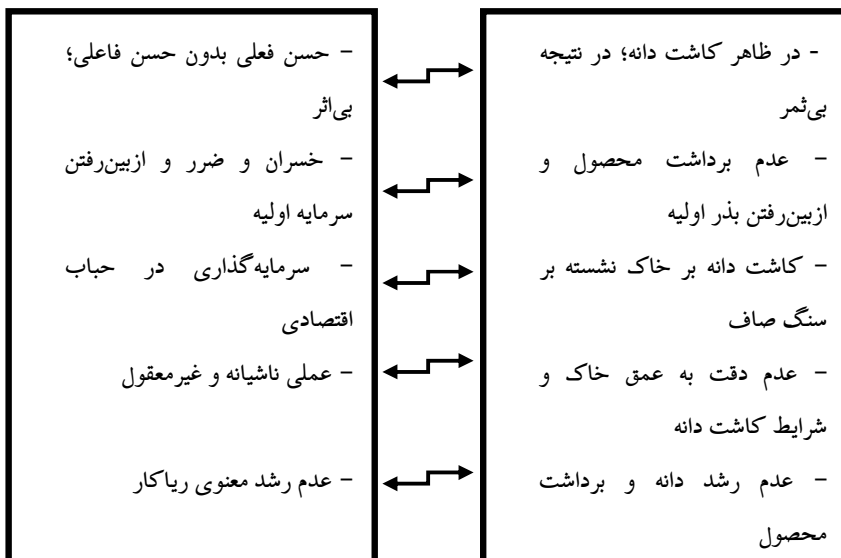 - در ظاهر کاشت دانه؛ در نتیجه
بی‌ثمر
– عدم برداشت محصول و
ازبین‌رفتن بذر اولیه
– کاشت دانه بر خاک نشسته بر
سنگ صاف
– عدم دقت به عمق خاک و
شرایط کاشت دانه
– عدم رشد دانه و برداشت
محصول
– حسن فعلی بدون حسن فاعلی؛
بی‌اثر
– خسران و ضرر و ازبین‌رفتن
سرمایه اولیه
– سرمایه‌گذاری در حباب
اقتصادی
– عملی ناشیانه و غیرمعقول
– عدم رشد معنوی ریاکار